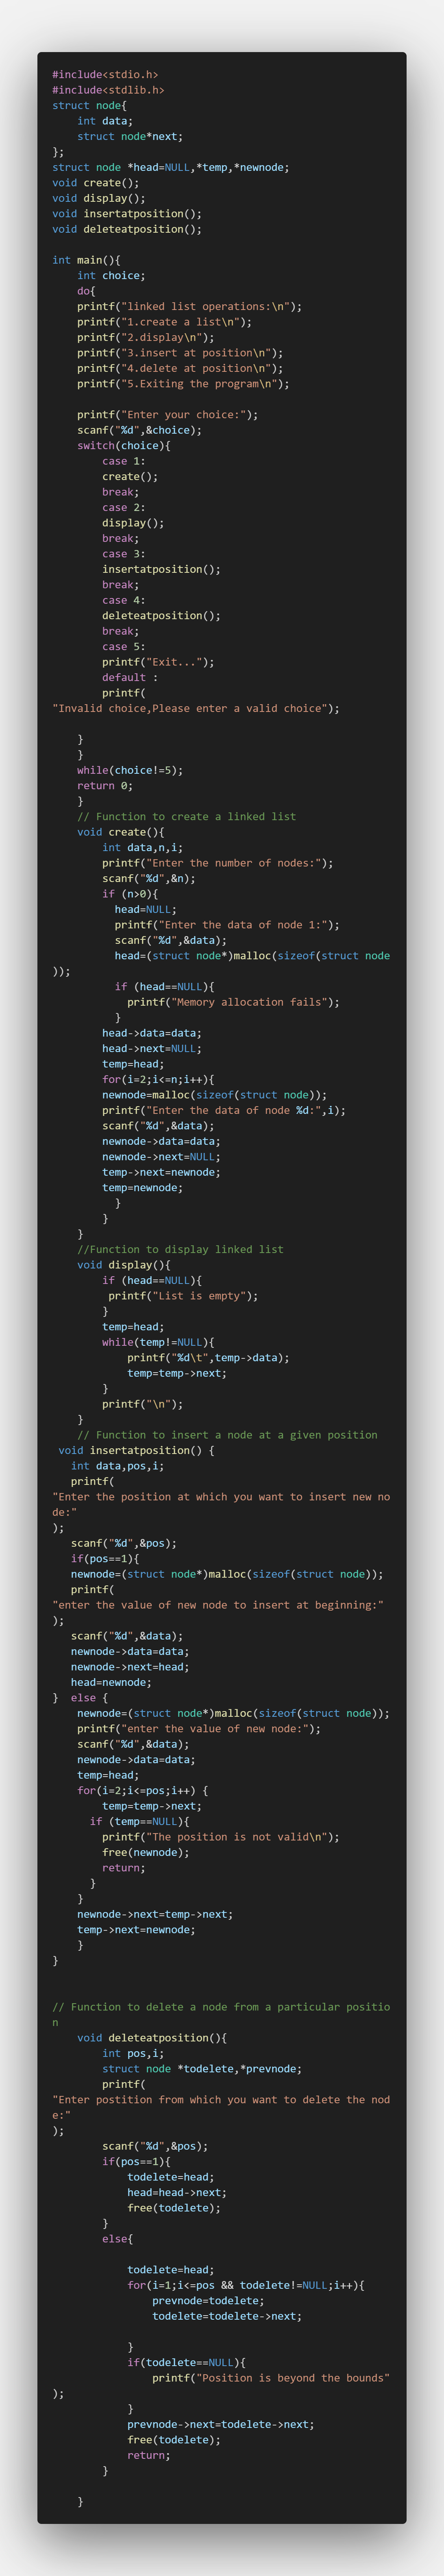 #include<stdio.h>
#include<stdlib.h>
struct node{
    int data;
    struct node*next;
};
struct node *head=NULL,*temp,*newnode;
void create();
void display();
void insertatposition();
void deleteatposition();

int main(){
    int choice;
    do{
    printf("linked list operations:\n");
    printf("1.create a list\n");
    printf("2.display\n");
    printf("3.insert at position\n");
    printf("4.delete at position\n");
    printf("5.Exiting the program\n");

    printf("Enter your choice:");
    scanf("%d",&choice);
    switch(choice){
        case 1:
        create();
        break;
        case 2:
        display();
        break;
        case 3:
        insertatposition();
        break;
        case 4:
        deleteatposition();
        break;
        case 5:
        printf("Exit...");
        default :
        printf(
"Invalid choice,Please enter a valid choice");

    }
    }
    while(choice!=5);
    return 0;
    }
    // Function to create a linked list
    void create(){
        int data,n,i;
        printf("Enter the number of nodes:");
        scanf("%d",&n);
        if (n>0){
          head=NULL;
          printf("Enter the data of node 1:");
          scanf("%d",&data);
          head=(struct node*)malloc(sizeof(struct node
));
          if (head==NULL){
            printf("Memory allocation fails");
          }
        head->data=data;
        head->next=NULL;
        temp=head;
        for(i=2;i<=n;i++){
        newnode=malloc(sizeof(struct node));
        printf("Enter the data of node %d:",i);
        scanf("%d",&data);
        newnode->data=data;
        newnode->next=NULL;
        temp->next=newnode;
        temp=newnode;
          }
        }
    }
    //Function to display linked list
    void display(){
        if (head==NULL){
         printf("List is empty");
        }
        temp=head;
        while(temp!=NULL){
            printf("%d\t",temp->data);
            temp=temp->next;
        }
        printf("\n");
    }
    // Function to insert a node at a given position
 void insertatposition() {
   int data,pos,i;
   printf(
"Enter the position at which you want to insert new no
de:"
);
   scanf("%d",&pos);
   if(pos==1){
   newnode=(struct node*)malloc(sizeof(struct node));
   printf(
"enter the value of new node to insert at beginning:"
);
   scanf("%d",&data);
   newnode->data=data;
   newnode->next=head;
   head=newnode;
}  else {
    newnode=(struct node*)malloc(sizeof(struct node));
    printf("enter the value of new node:");
    scanf("%d",&data);
    newnode->data=data;
    temp=head;
    for(i=2;i<=pos;i++) {
        temp=temp->next;
      if (temp==NULL){
        printf("The position is not valid\n");
        free(newnode);
        return;
      }
    }
    newnode->next=temp->next;
    temp->next=newnode;
    }
}


// Function to delete a node from a particular positio
n
    void deleteatposition(){
        int pos,i;
        struct node *todelete,*prevnode;
        printf(
"Enter postition from which you want to delete the nod
e:"
);
        scanf("%d",&pos);
        if(pos==1){
            todelete=head;
            head=head->next;
            free(todelete);
        }
        else{

            todelete=head;
            for(i=1;i<=pos && todelete!=NULL;i++){
                prevnode=todelete;
                todelete=todelete->next;

            }
            if(todelete==NULL){
                printf("Position is beyond the bounds"
);
            }
            prevnode->next=todelete->next;
            free(todelete);
            return;
        }

    }